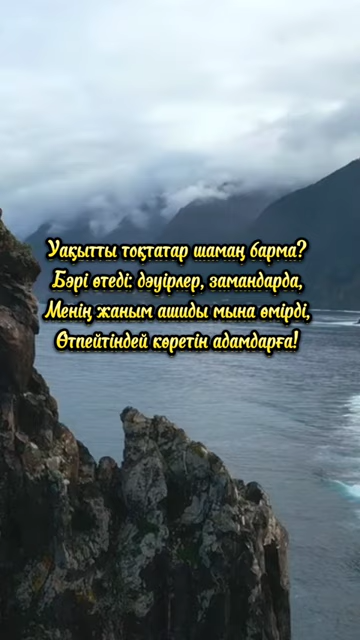 Уақытты тоқтатар шамаң барма?
Бәрі өтеді: дәуірлер, замандарда,
Менің жаным ашиды мына өмірді,
Өтпейтіндей көретін адамдарға!